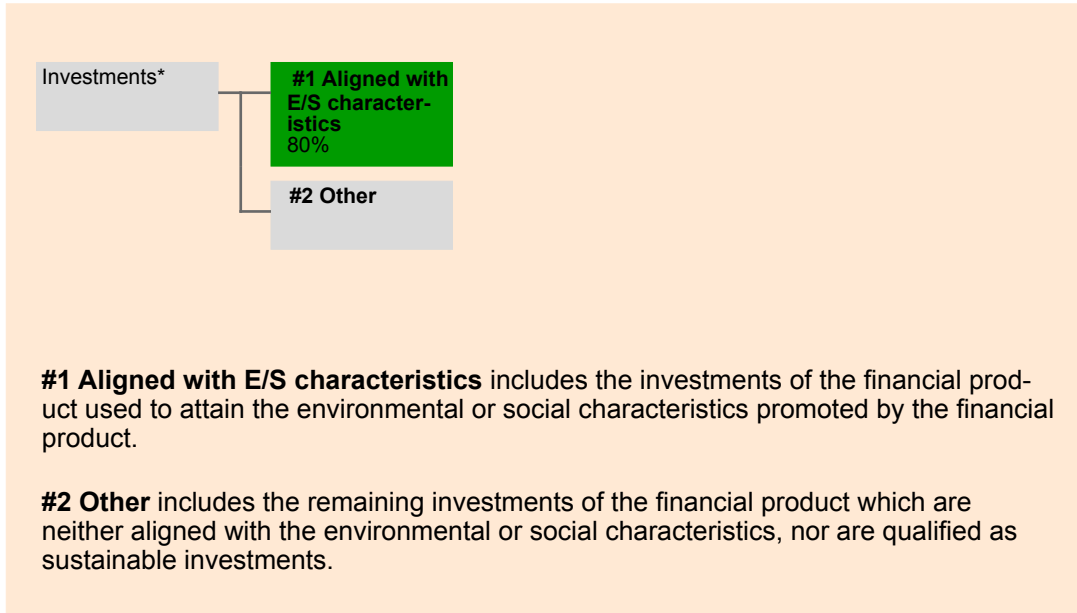 Investments*
#1 Aligned with
E/S character-
istics
80%
#2 Other
#1 Aligned with E/S characteristics includes the investments of the financial prod-
uct used to attain the environmental or social characteristics promoted by the financial
product.
#2 Other includes the remaining investments of the financial product which are
neither aligned with the environmental or social characteristics, nor are qualified as
sustainable investments.